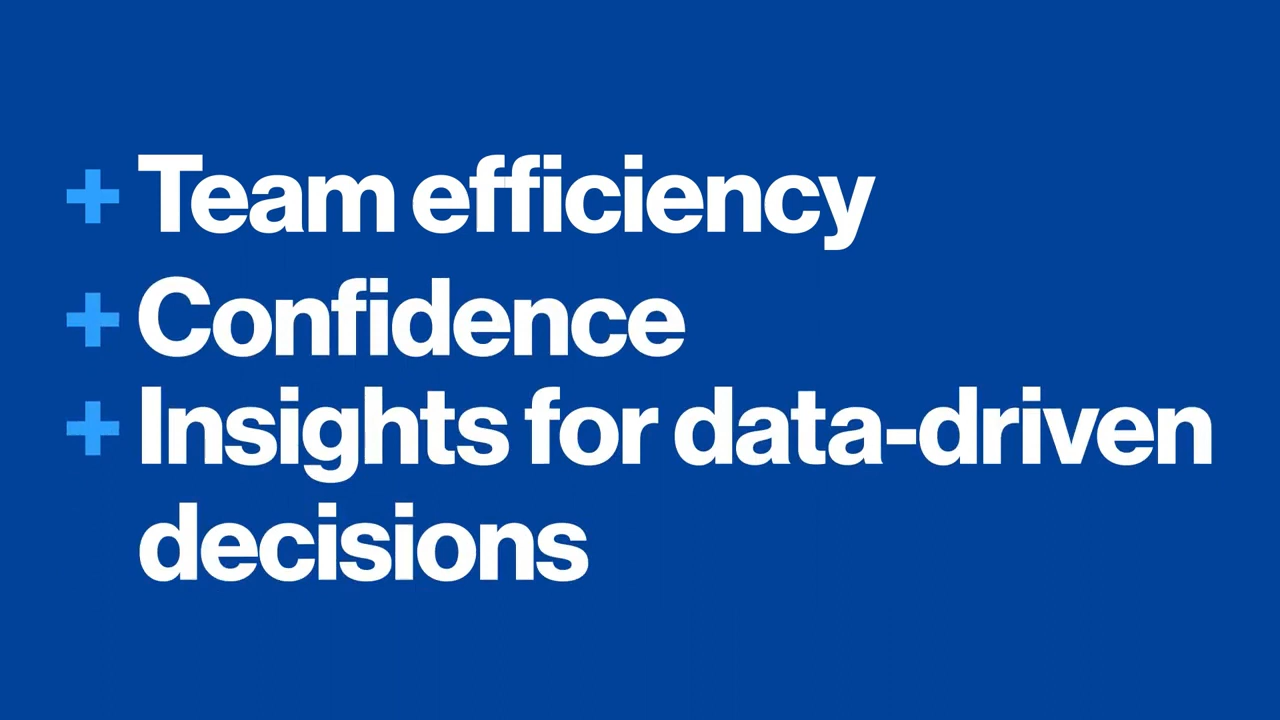 + Team efficiency
+ Confidence
+ Insights for data-driven
decisions